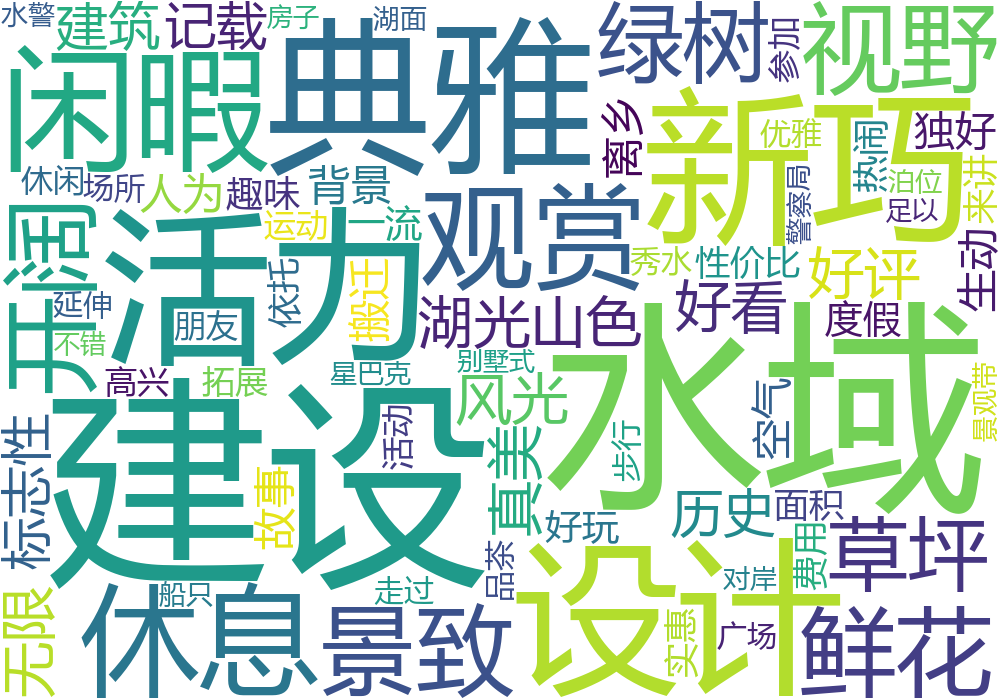 水警
建筑
记载
房子
湖面
绿树
参加
视野
闲暇
典雅
新巧
离乡
优雅
热闹
独好
休闲
场所
人为
趣味
背景
观赏
警察局
泊位
足以
来讲
开阔
活力
运动
一流
依托
搬迁
秀水
性价比
好评
生动
延伸
朋友
湖光山色
好看
度假
不错
高兴
拓展
星巴克
别墅式
水域
景观带
建设
活动
风光
步行
空气
标志性
故事
真美
好玩
历史
面积
草坪
品茶
设计
费用
无限
休息
船只
走过
景致
对岸
实惠
广场
鲜花